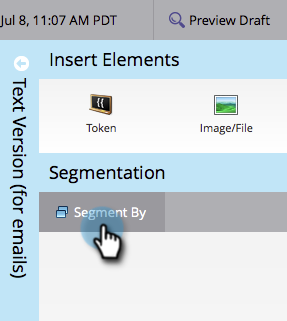 Jul 8, 11:07 AM PDT
Preview Draft
Insert Elements
Token
Image/File
Segmentation
Segment By
Text Version (for emails)